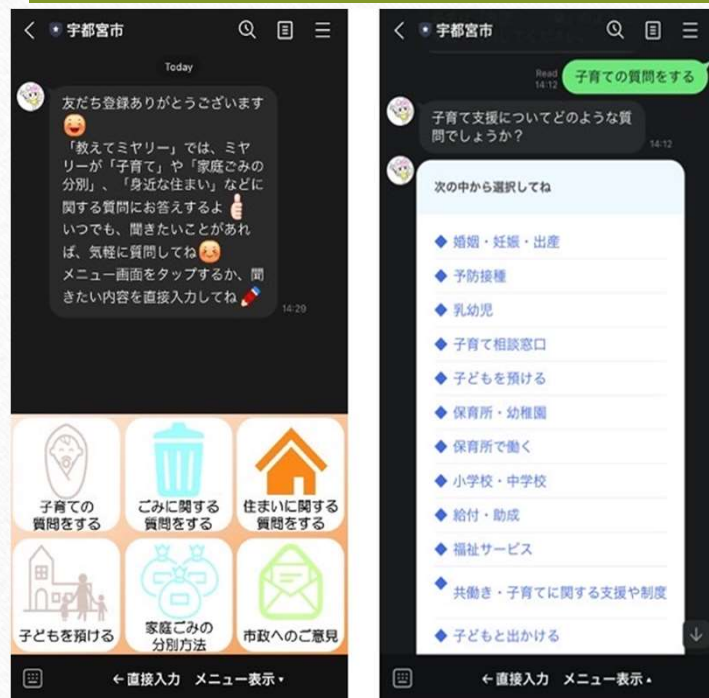 宇都宮市
Today
友だち登録ありがとうございます
「教えてミヤリー」では、ミヤ
リーが「子育て」や「家庭ごみの
分別」、「身近な住まい」などに
関する質問にお答えするよ
いつでも、聞きたいことがあれ
ば、気軽に質問してね
メニュー画面をタップするか、聞
きたい内容を直接入力してね
14:29
子育ての
質問をする
ごみに関する
質問をする
住まいに関する
質問をする
子どもを預ける
家庭ごみの
分別方法
市政へのご意見
←直接入力 メニュー表示▾
宇都宮市
Read
14:12
子育ての質問をする
子育て支援についてどのような質
問でしょうか？
14:12
次の中から選択してね
◆ 婚姻・妊娠・出産
◆ 予防接種
◆ 乳幼児
◆ 子育て相談窓口
◆ 子どもを預ける
◆ 保育所・幼稚園
◆ 保育所で働く
◆ 小学校・中学校
◆ 給付・助成
◆ 福祉サービス
◆ 共働き・子育てに関する支援や制度
◆ 子どもと出かける
←直接入力 メニュー表示▴